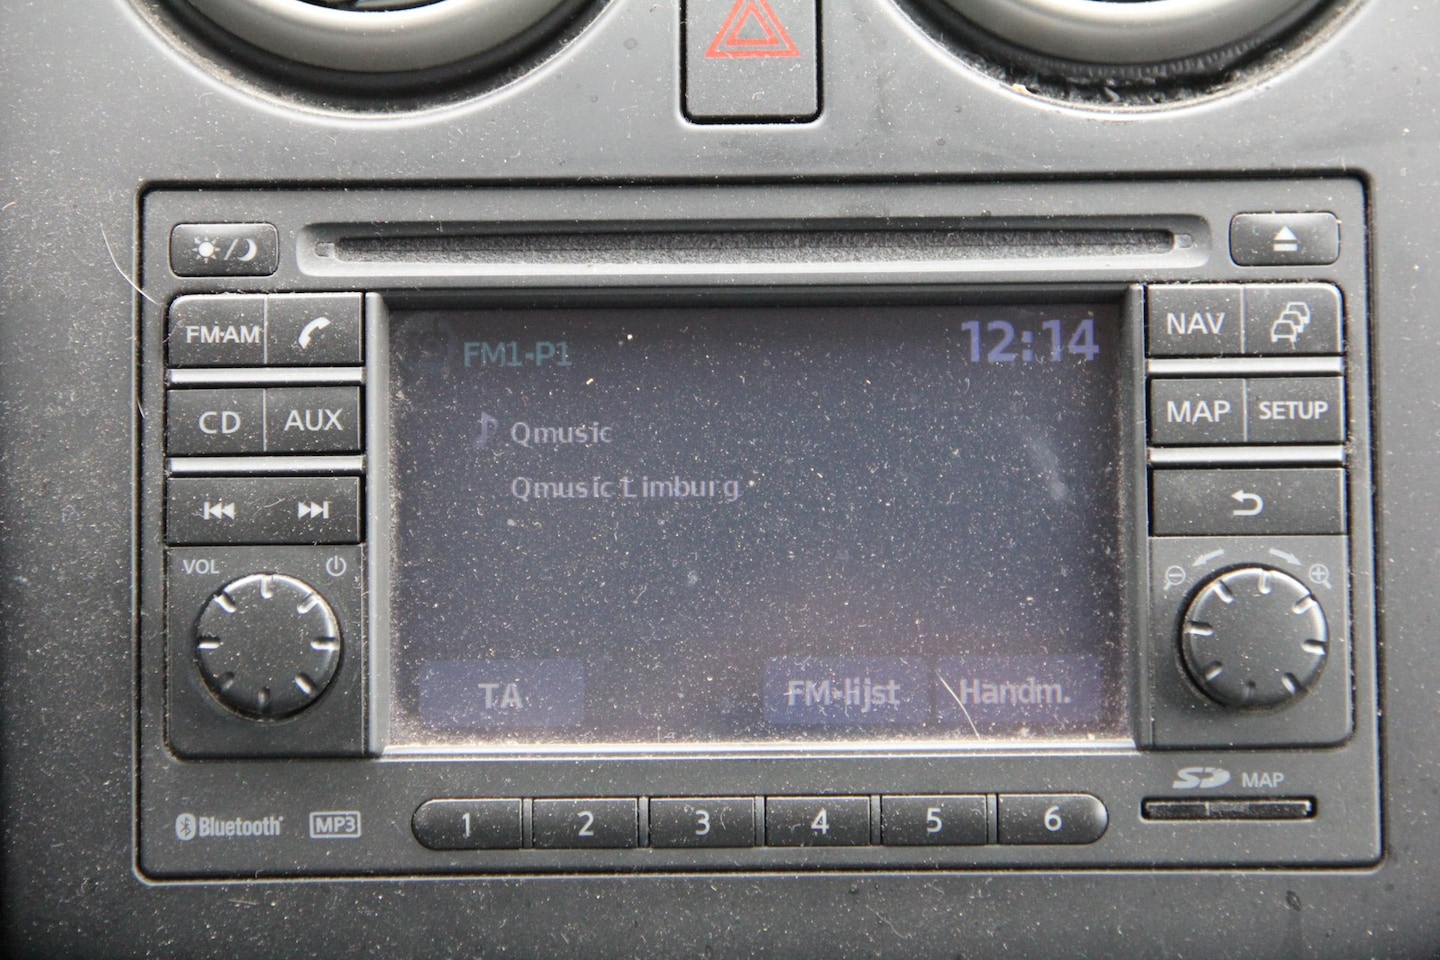 FM·AM
CD AUX
VOL
FM1-P1 12:14
Qmusic
Qmusic Limburg
TA FM-lijst Handm.
NAV
MAP SETUP
Bluetooth MP3
1 2 3 4 5 6
SD MAP